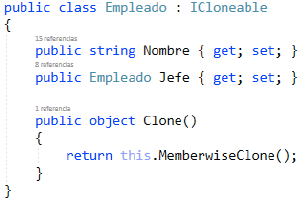 public class Empleado : ICloneable
{
15 referencias
public string Nombre { get; set; }
8 referencias
public Empleado Jefe { get; set; }
1 referencia
public object Clone()
{
return this.MemberwiseClone();
}
}